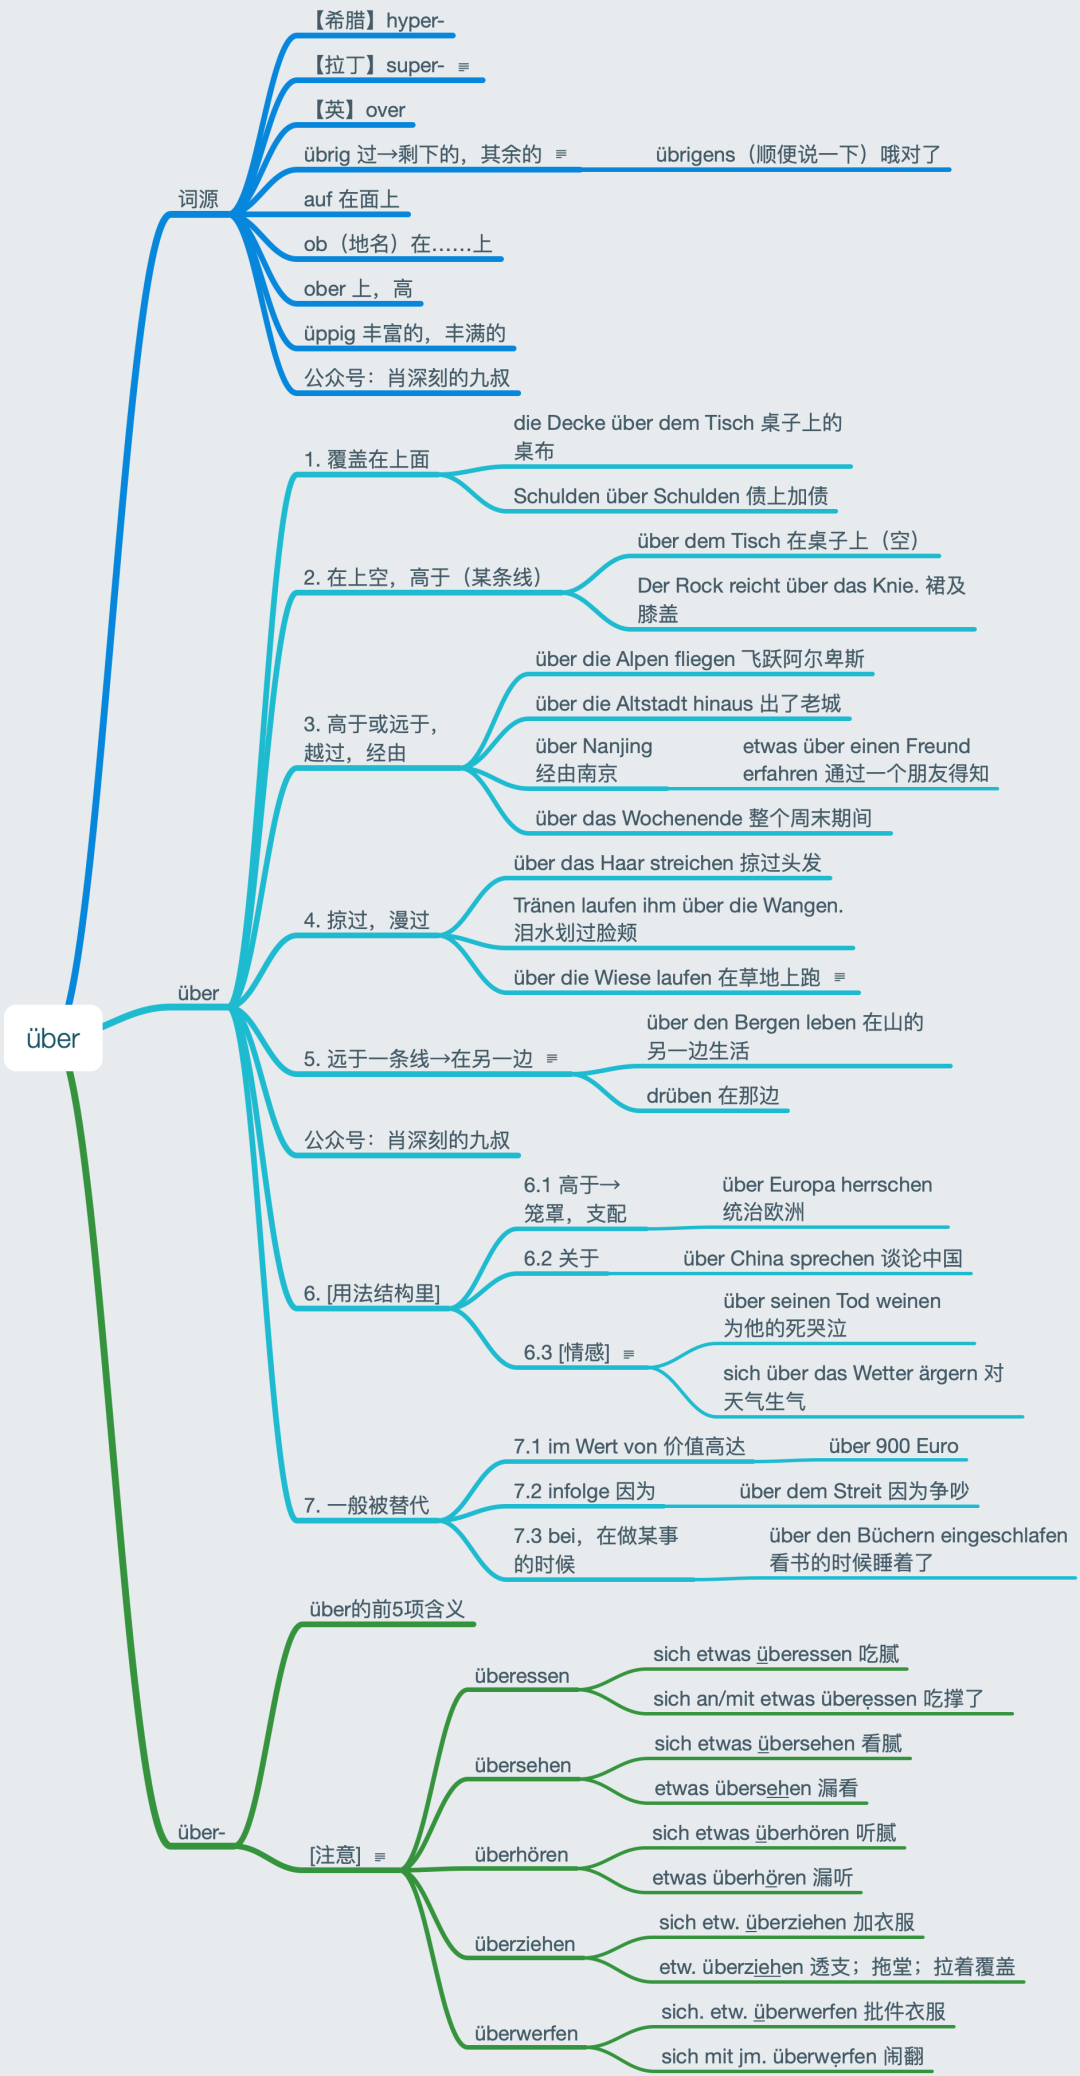 【希腊】hyper-
【拉丁】super-
【英】over
übrig 过→剩下的，其余的
übrigens（顺便说一下）哦对了
词源
auf 在面上
ob（地名）在……上
ober 上，高
üppig 丰富的，丰满的
公众号：肖深刻的九叔
die Decke über dem Tisch 桌子上的
桌布
1. 覆盖在上面
Schulden über Schulden 债上加债
über dem Tisch 在桌子上（空）
2. 在上空，高于（某条线）
Der Rock reicht über das Knie. 裙及
膝盖
über die Alpen fliegen 飞跃阿尔卑斯
über die Altstadt hinaus 出了老城
3. 高于或远于，
越过，经由
über Nanjing
经由南京
etwas über einen Freund
erfahren 通过一个朋友得知
über das Wochenende 整个周末期间
über das Haar streichen 掠过头发
4. 掠过，漫过
Tränen laufen ihm über die Wangen.
泪水划过脸颊
über die Wiese laufen 在草地上跑
über
über
5. 远于一条线→在另一边
über den Bergen leben 在山的
另一边生活
drüben 在那边
公众号：肖深刻的九叔
6. [用法结构里]
6.1 高于→
笼罩，支配
über Europa herrschen
统治欧洲
6.2 关于
über China sprechen 谈论中国
6.3 [情感]
über seinen Tod weinen
为他的死哭泣
sich über das Wetter ärgern 对
天气生气
7. 一般被替代
7.1 im Wert von 价值高达
über 900 Euro
7.2 infolge 因为
über dem Streit 因为争吵
7.3 bei，在做某事
的时候
über den Büchern eingeschlafen
看书的时候睡着了
über-
über的前5项含义
[注意]
überessen
sich etwas überessen 吃腻
sich an/mit etwas überẹssen 吃撑了
übersehen
sich etwas übersehen 看腻
etwas übersehen 漏看
überhören
sich etwas überhören 听腻
etwas überhören 漏听
überziehen
sich etw. überziehen 加衣服
etw. überziehen 透支；拖堂；拉着覆盖
überwerfen
sich. etw. überwerfen 批件衣服
sich mit jm. überwẹrfen 闹翻